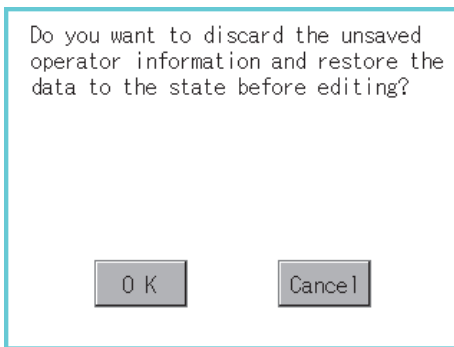 Do you want to discard the unsaved
operator information and restore the
data to the state before editing?
O K
Cancel